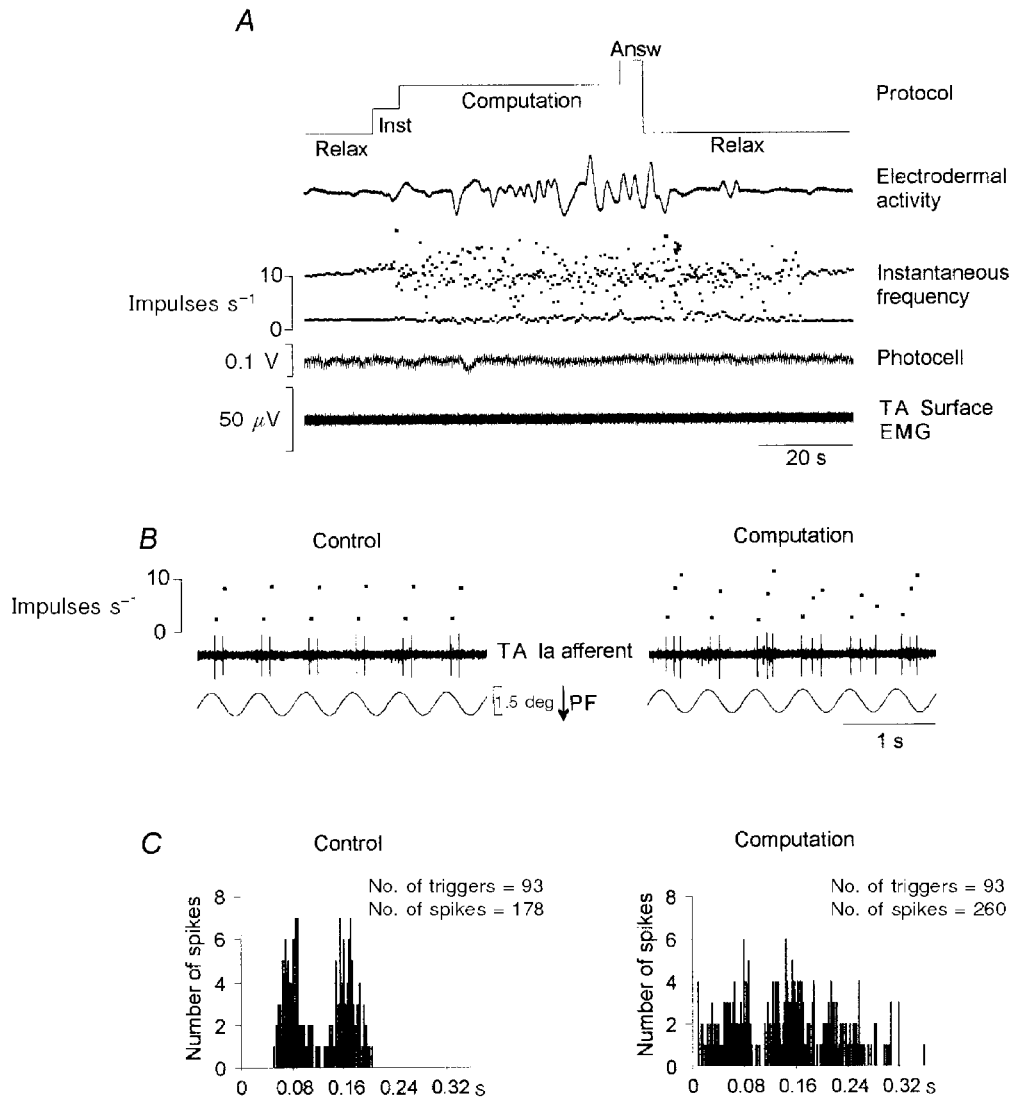 A
Answ
Computation
Protocol
Inst
Relax
Relax
Electrodermal
activity
10
Impulses s⁻¹
0
Instantaneous
frequency
0.1 V
Photocell
50 μV
TA Surface
EMG
20 s
B
Control
Computation
10
Impulses s⁻¹
0
TA Ia afferent
1.5 deg
PF
1 s
C
Control
Computation
No. of triggers = 93
No. of spikes = 178
8
6
4
2
0
Number of spikes
0 0.08 0.16 0.24 0.32 s
No. of triggers = 93
No. of spikes = 260
8
6
4
2
0
Number of spikes
0 0.08 0.16 0.24 0.32 s